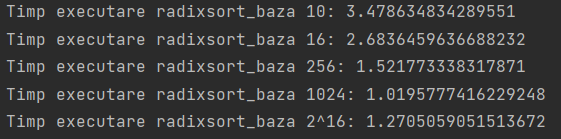 Timp executare radixsort_baza 10: 3.478634834289551
Timp executare radixsort_baza 16: 2.6836459636688232
Timp executare radixsort_baza 256: 1.521773338317871
Timp executare radixsort_baza 1024: 1.0195777416229248
Timp executare radixsort_baza 2^16: 1.2705059051513672